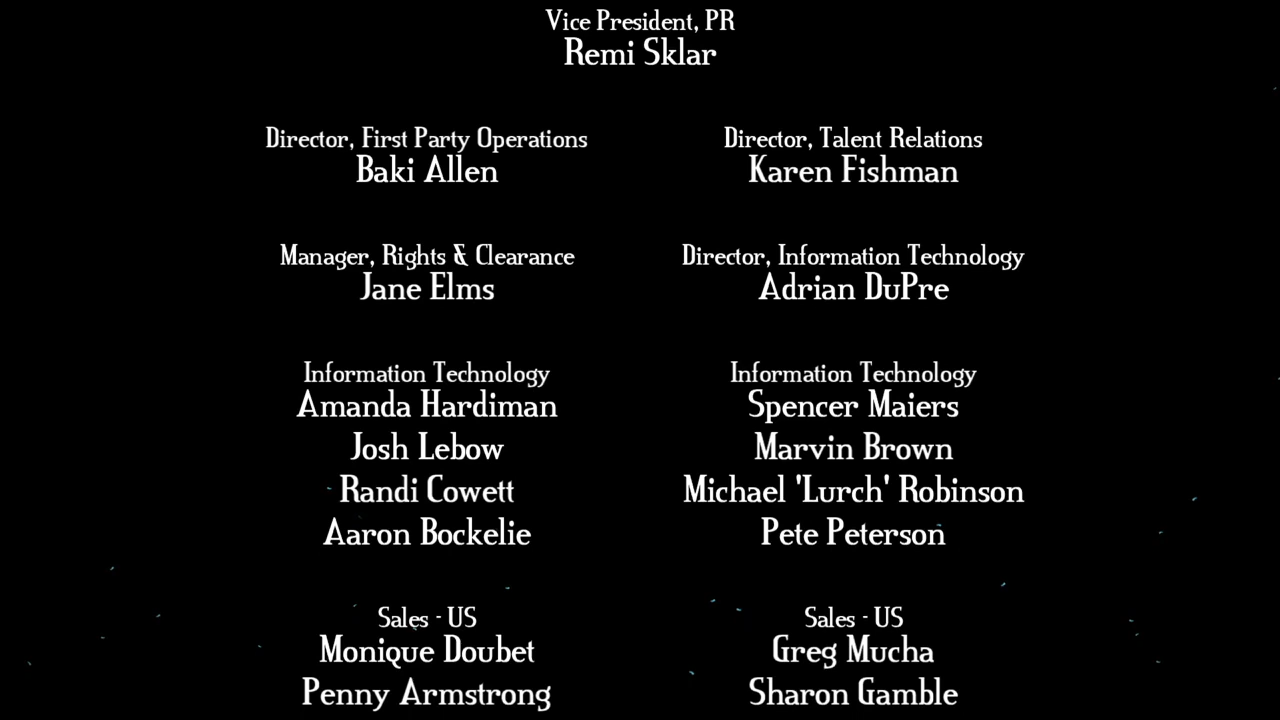 Vice President, PR
Remi Sklar
Director, First Party Operations
Baki Allen
Director, Talent Relations
Karen Fishman
Manager, Rights & Clearance
Jane Elms
Director, Information Technology
Adrian DuPre
Information Technology
Amanda Hardiman
Josh Lebow
Randi Cowett
Aaron Bockelie
Information Technology
Spencer Maiers
Marvin Brown
Michael 'Lurch' Robinson
Pete Peterson
Sales - US
Monique Doubet
Penny Armstrong
Sales - US
Greg Mucha
Sharon Gamble